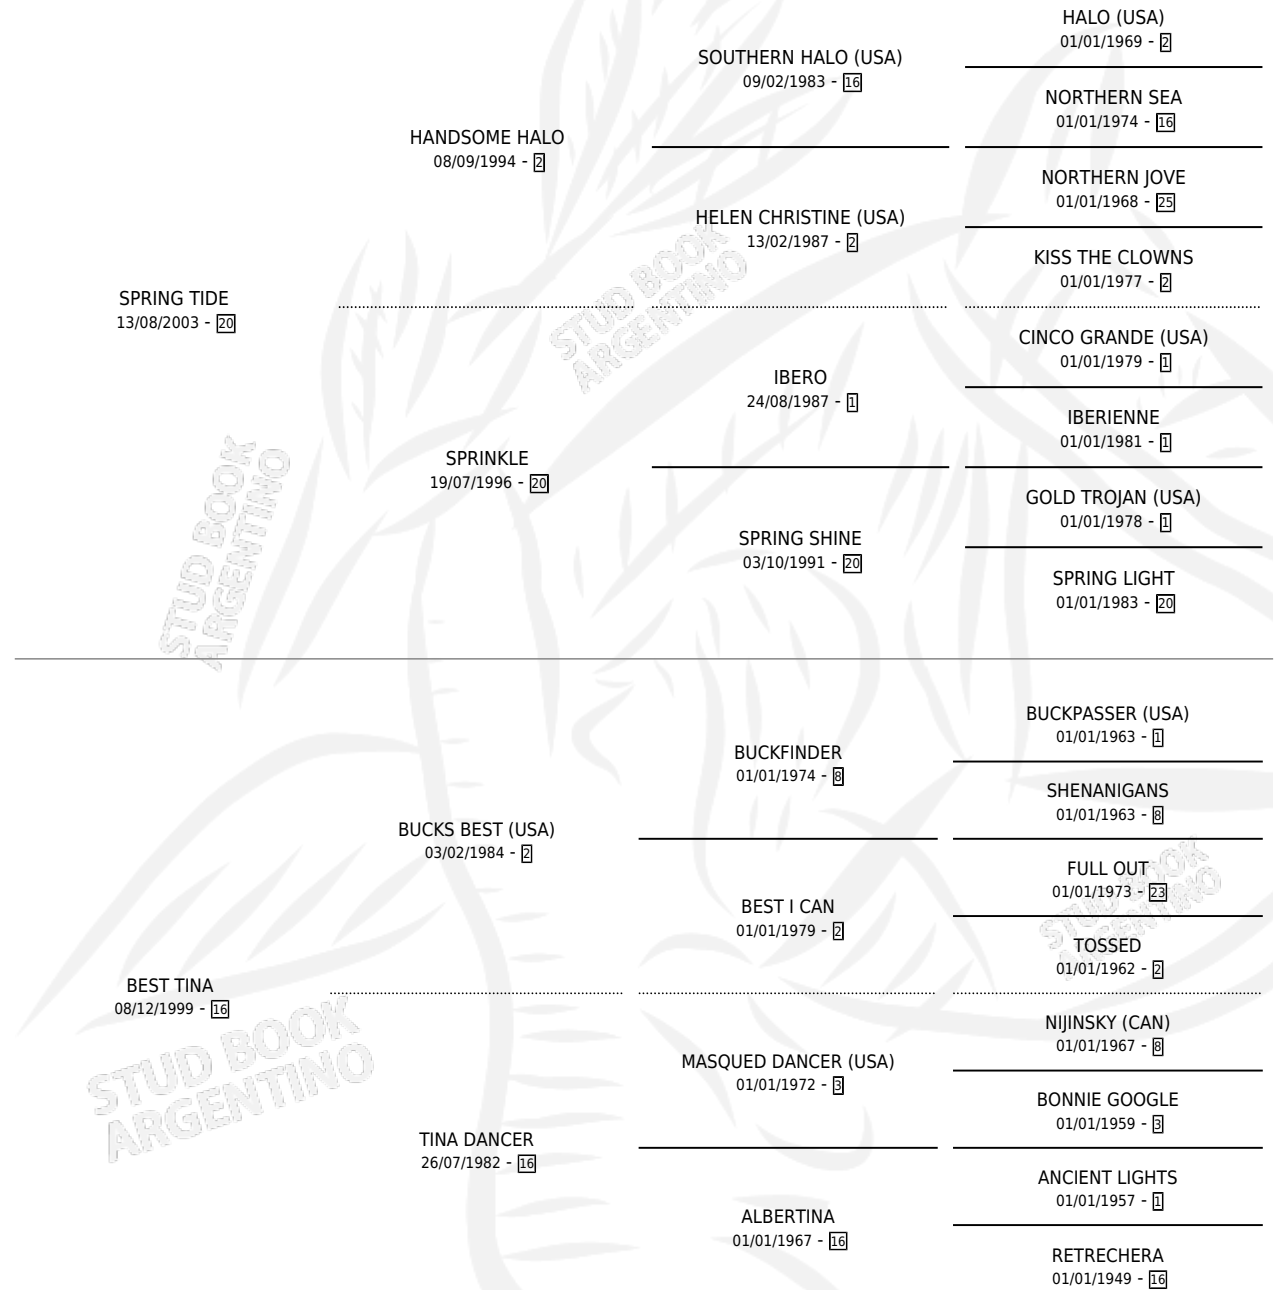 SPRING TIDE
13/08/2003 - 20
HANDSOME HALO
08/09/1994 - 2
SOUTHERN HALO (USA)
09/02/1983 - 16
HALO (USA)
01/01/1969 - 2
NORTHERN SEA
01/01/1974 - 16
HELEN CHRISTINE (USA)
13/02/1987 - 2
NORTHERN JOVE
01/01/1968 - 25
KISS THE CLOWNS
01/01/1977 - 2
SPRINKLE
19/07/1996 - 20
IBERO
24/08/1987 - 1
CINCO GRANDE (USA)
01/01/1979 - 1
IBERIENNE
01/01/1981 - 1
SPRING SHINE
03/10/1991 - 20
GOLD TROJAN (USA)
01/01/1978 - 1
SPRING LIGHT
01/01/1983 - 20
BEST TINA
08/12/1999 - 16
BUCKS BEST (USA)
03/02/1984 - 2
BUCKFINDER
01/01/1974 - 8
BUCKPASSER (USA)
01/01/1963 - 1
SHENANIGANS
01/01/1963 - 8
BEST I CAN
01/01/1979 - 2
FULL OUT
01/01/1973 - 23
TOSSED
01/01/1962 - 2
TINA DANCER
26/07/1982 - 16
MASQUED DANCER (USA)
01/01/1972 - 3
NIJINSKY (CAN)
01/01/1967 - 8
BONNIE GOOGLE
01/01/1959 - 3
ALBERTINA
01/01/1967 - 16
ANCIENT LIGHTS
01/01/1957 - 1
RETRECHERA
01/01/1949 - 16
STUD BOOK
ARGENTINO
STUD BOOK
ARGENTINO
STUD BOOK
ARGENTINO
STUD BOOK
ARGENTINO